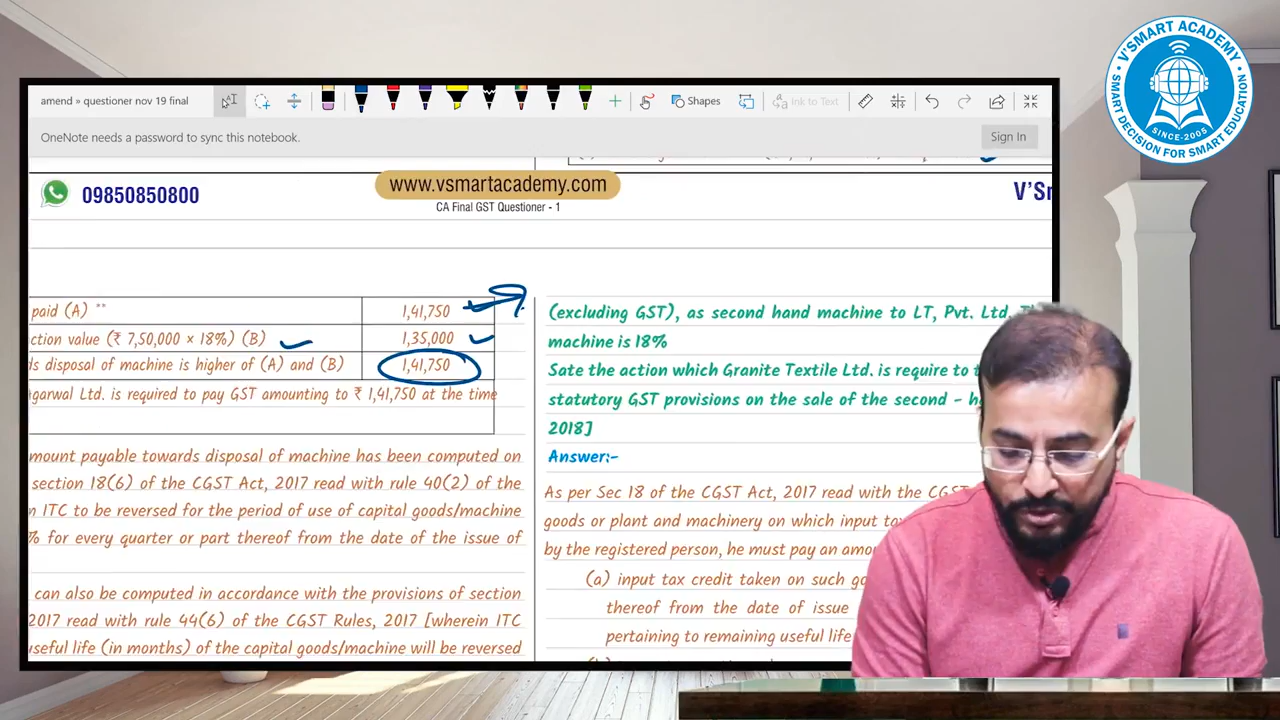 V'SMART ACADEMY
SMART DECISION FOR SMART EDUCATION
SINCE-2005
amend » questioner nov 19 final
Shapes
Ink to Text
OneNote needs a password to sync this notebook.
Sign In
09850850800
www.vsmartacademy.com
CA Final GST Questioner - 1
paid (A) **
1,41,750
ction value (₹ 7,50,000 × 18%) (B)
1,35,000
ds disposal of machine is higher of (A) and (B)
1,41,750
garwal Ltd. is required to pay GST amounting to ₹ 1,41,750 at the time
mount payable towards disposal of machine has been computed on
section 18(6) of the CGST Act, 2017 read with rule 40(2) of the
n ITC to be reversed for the period of use of capital goods/machine
% for every quarter or part thereof from the date of the issue of
can also be computed in accordance with the provisions of section
2017 read with rule 44(6) of the CGST Rules, 2017 [wherein ITC
useful life (in months) of the capital goods/machine will be reversed
(excluding GST), as second hand machine to LT, Pvt. Ltd.
machine is 18%
Sate the action which Granite Textile Ltd. is require to
statutory GST provisions on the sale of the second -
2018]
Answer:-
As per Sec 18 of the CGST Act, 2017 read with the
goods or plant and machinery on which input
by the registered person, he must pay an
(a) input tax credit taken on such
thereof from the date of issue
pertaining to remaining useful life